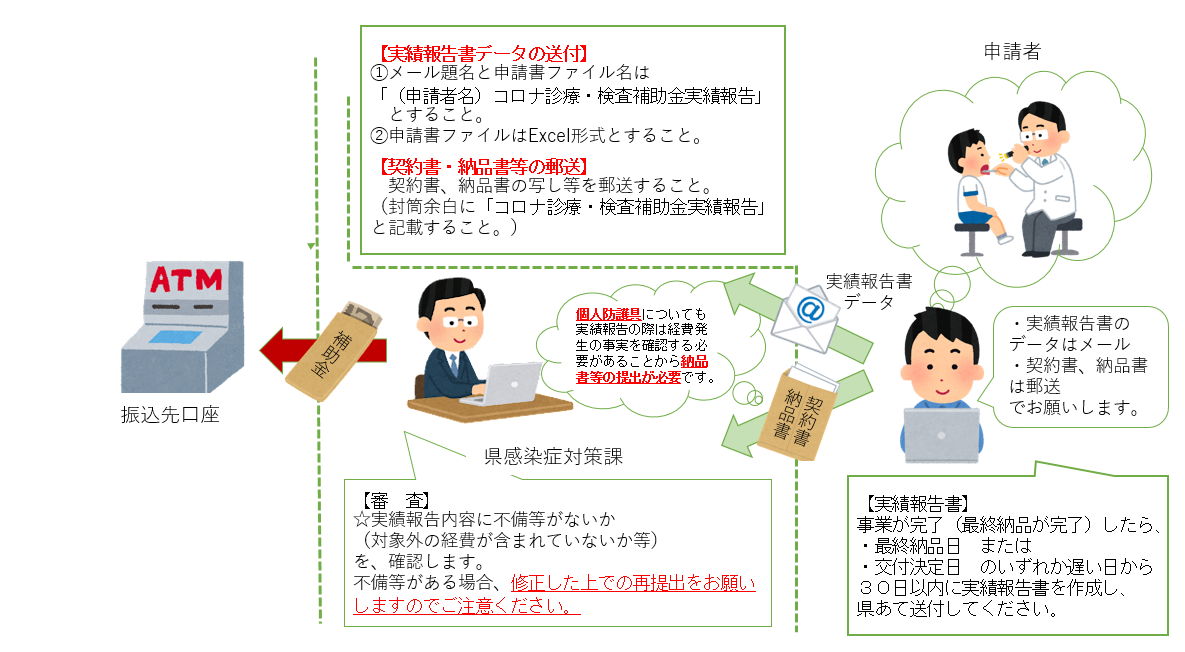 【実績報告書データの送付】
①メール題名と申請書ファイル名は
「（申請者名）コロナ診療・検査補助金実績報告」
とすること。
②申請書ファイルはExcel形式とすること。
【契約書・納品書等の郵送】
契約書、納品書の写し等を郵送すること。
（封筒余白に「コロナ診療・検査補助金実績報告」
と記載すること。）
申請者
実績報告書
データ
@
・実績報告書の
データはメール
・契約書、納品書
は郵送
でお願いします。
契約書
納品書
個人防護具についても
実績報告の際は経費発
生の事実を確認する必
要があることから納品
書等の提出が必要です。
補助金
ATM
振込先口座
県感染症対策課
【審　査】
☆実績報告内容に不備等がないか
（対象外の経費が含まれていないか等）
を、確認します。
不備等がある場合、修正した上での再提出をお願い
しますのでご注意ください。
【実績報告書】
事業が完了（最終納品が完了）したら、
・最終納品日　または
・交付決定日　のいずれか遅い日から
３０日以内に実績報告書を作成し、
県あて送付してください。